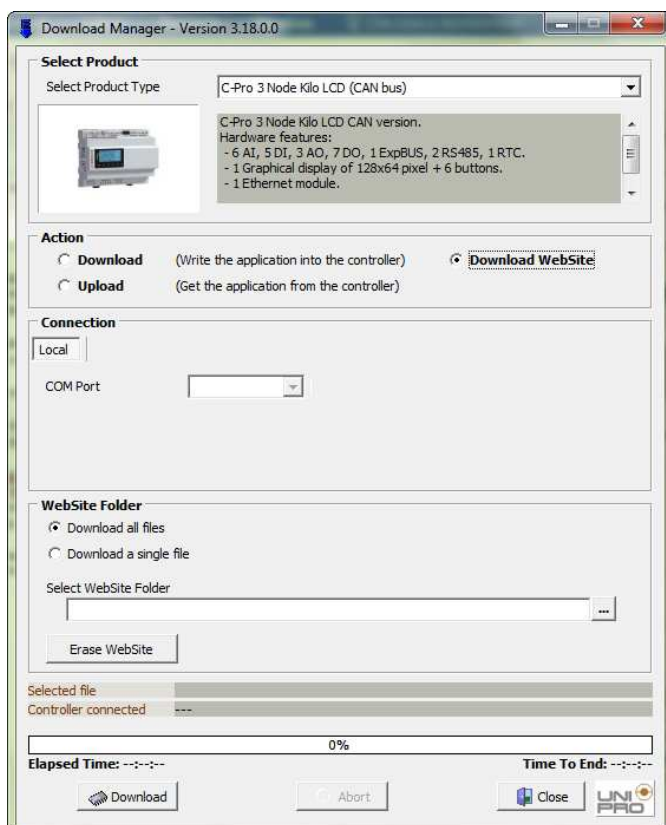 Download Manager - Version 3.18.0.0
Select Product
Select Product Type
C-Pro 3 Node Kilo LCD (CAN bus)
C-Pro 3 Node Kilo LCD CAN version.
Hardware features:
- 6 AI, 5 DI, 3 AO, 7 DO, 1 ExpBUS, 2 RS485, 1 RTC.
- 1 Graphical display of 128x64 pixel + 6 buttons.
- 1 Ethernet module.
Action
Download (Write the application into the controller) Download WebSite
Upload (Get the application from the controller)
Connection
Local
COM Port
WebSite Folder
Download all files
Download a single file
Select WebSite Folder
...
Erase WebSite
Selected file
Controller connected ---
0%
Elapsed Time: --:--:-- Time To End: --:--:--
Download Abort Close UNI PRO